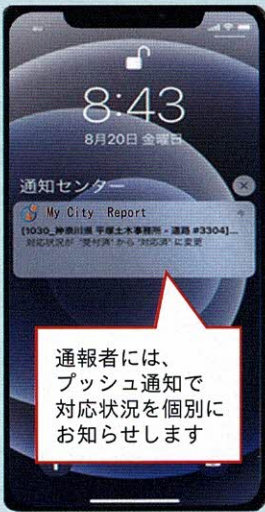 8:43
8月20日 金曜日
通知センター
My City Report
[1030_神奈川県 平塚土木事務所 - 道路 #3304]...
対応状況が "受付済" から "対応済" に変更
通報者には、
プッシュ通知で
対応状況を個別に
お知らせします